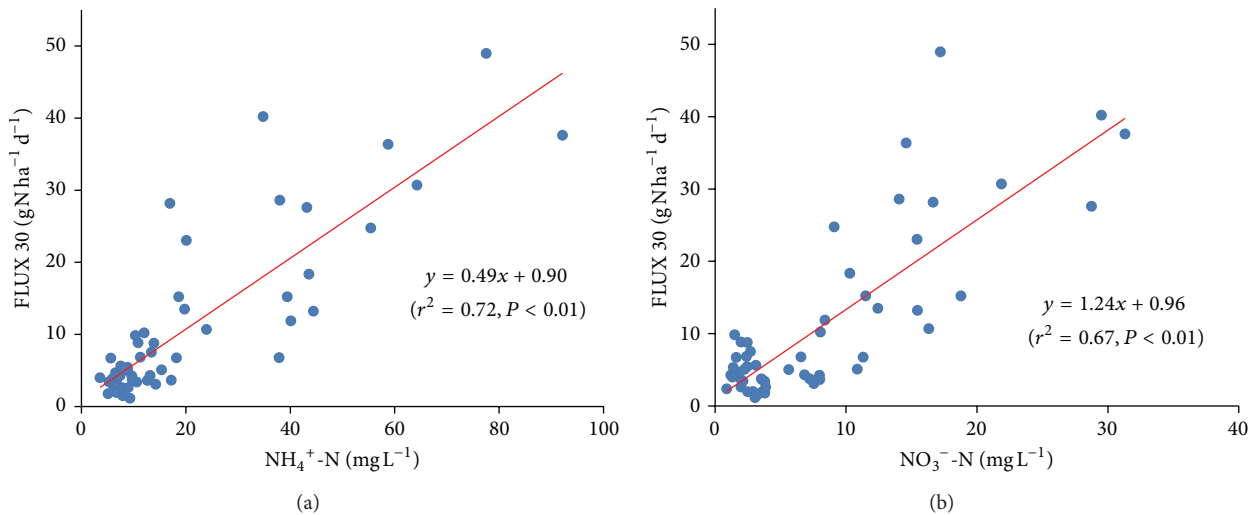 50
40
30
20
10
0
FLUX 30 (g N ha⁻¹ d⁻¹)
y = 0.49x + 0.90
(r² = 0.72, P < 0.01)
0 20 40 60 80 100
NH₄⁺-N (mg L⁻¹)
(a)
50
40
30
20
10
0
FLUX 30 (g N ha⁻¹ d⁻¹)
y = 1.24x + 0.96
(r² = 0.67, P < 0.01)
0 10 20 30 40
NO₃⁻-N (mg L⁻¹)
(b)